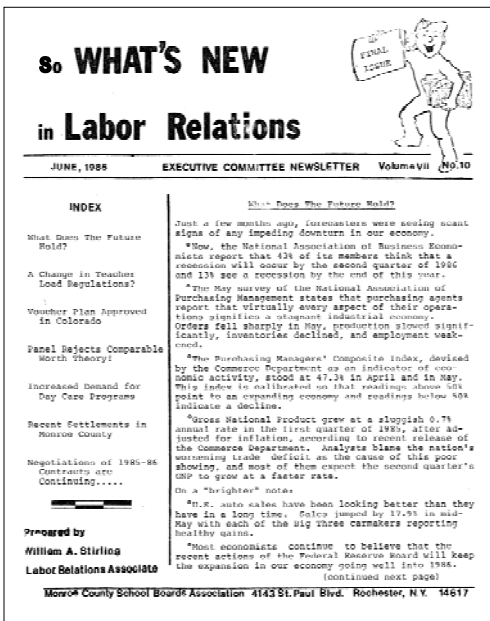 So WHAT'S NEW
in Labor Relations
FINAL
ISSUE
JUNE, 1985 EXECUTIVE COMMITTEE NEWSLETTER Volume VII No.10
INDEX
What Does The Future
Hold?
A Change in Teacher
Load Regulations?
Voucher Plan Approved
in Colorado
Panel Rejects Comparable
Worth Theory!
Increased Demand for
Day Care Programs
Recent Settlements in
Monroe County
Negotiations of 1985-86
Contracts are
Continuing.....
Prepared by
William A. Stirling
Labor Relations Associate
What Does The Future Hold?
Just a few months ago, forecasters were seeing scant
signs of any impeding downturn in our economy.
*Now, the National Association of Business Econo-
mists report that 43% of its members think that a
recession will occur by the second quarter of 1986
and 13% see a recession by the end of this year.
*The May survey of the National Association of
Purchasing Management states that purchasing agents
report that virtually every aspect of their opera-
tions signifies a stagnant industrial economy.
Orders fell sharply in May, production slowed signif-
icantly, inventories declined, and employment weak-
ened.
*The Purchasing Managers' Composite Index, devised
by the Commerce Department as an indicator of eco-
nomic activity, stood at 47.3% in April and in May.
This index is calibrated so that readings above 50%
point to an expanding economy and readings below 50%
indicate a decline.
*Gross National Product grew at a sluggish 0.7%
annual rate in the first quarter of 1985, after ad-
justed for inflation, according to recent release of
the Commerce Department. Analysts blame the nation's
worsening trade deficit as the cause of this poor
showing, and most of them expect the second quarter's
GNP to grow at a faster rate.
On a "brighter" note:
*U.S. auto sales have been looking better than they
have in a long time. Sales jumped by 17.9% in mid-
May with each of the Big Three carmakers reporting
healthy gains.
*Most economists continue to believe that the
recent actions of the Federal Reserve Board will keep
the expansion in our economy going well into 1986.
(continued next page)
Monroe County School Boards Association 4143 St. Paul Blvd. Rochester, N.Y. 14617